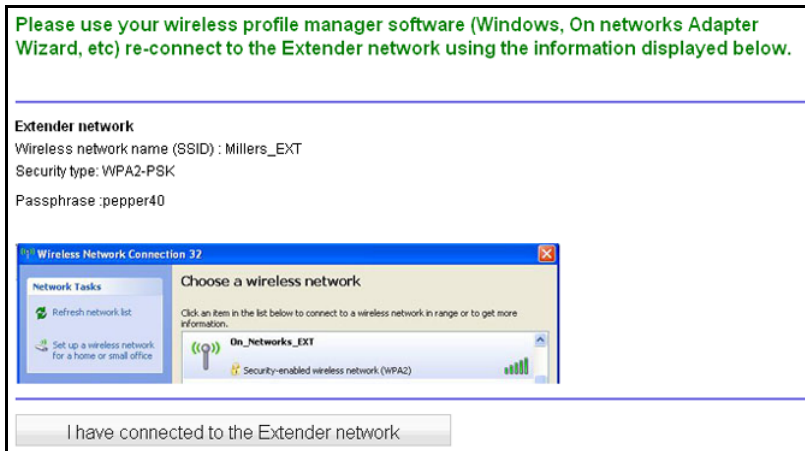 Please use your wireless profile manager software (Windows, On networks Adapter
Wizard, etc) re-connect to the Extender network using the information displayed below.
Extender network
Wireless network name (SSID) : Millers_EXT
Security type: WPA2-PSK
Passphrase :pepper40
Wireless Network Connection 32
Network Tasks
Refresh network list
Set up a wireless network
for a home or small office
Choose a wireless network
Click an item in the list below to connect to a wireless network in range or to get more
information.
On_Networks_EXT
Security-enabled wireless network (WPA2)
I have connected to the Extender network